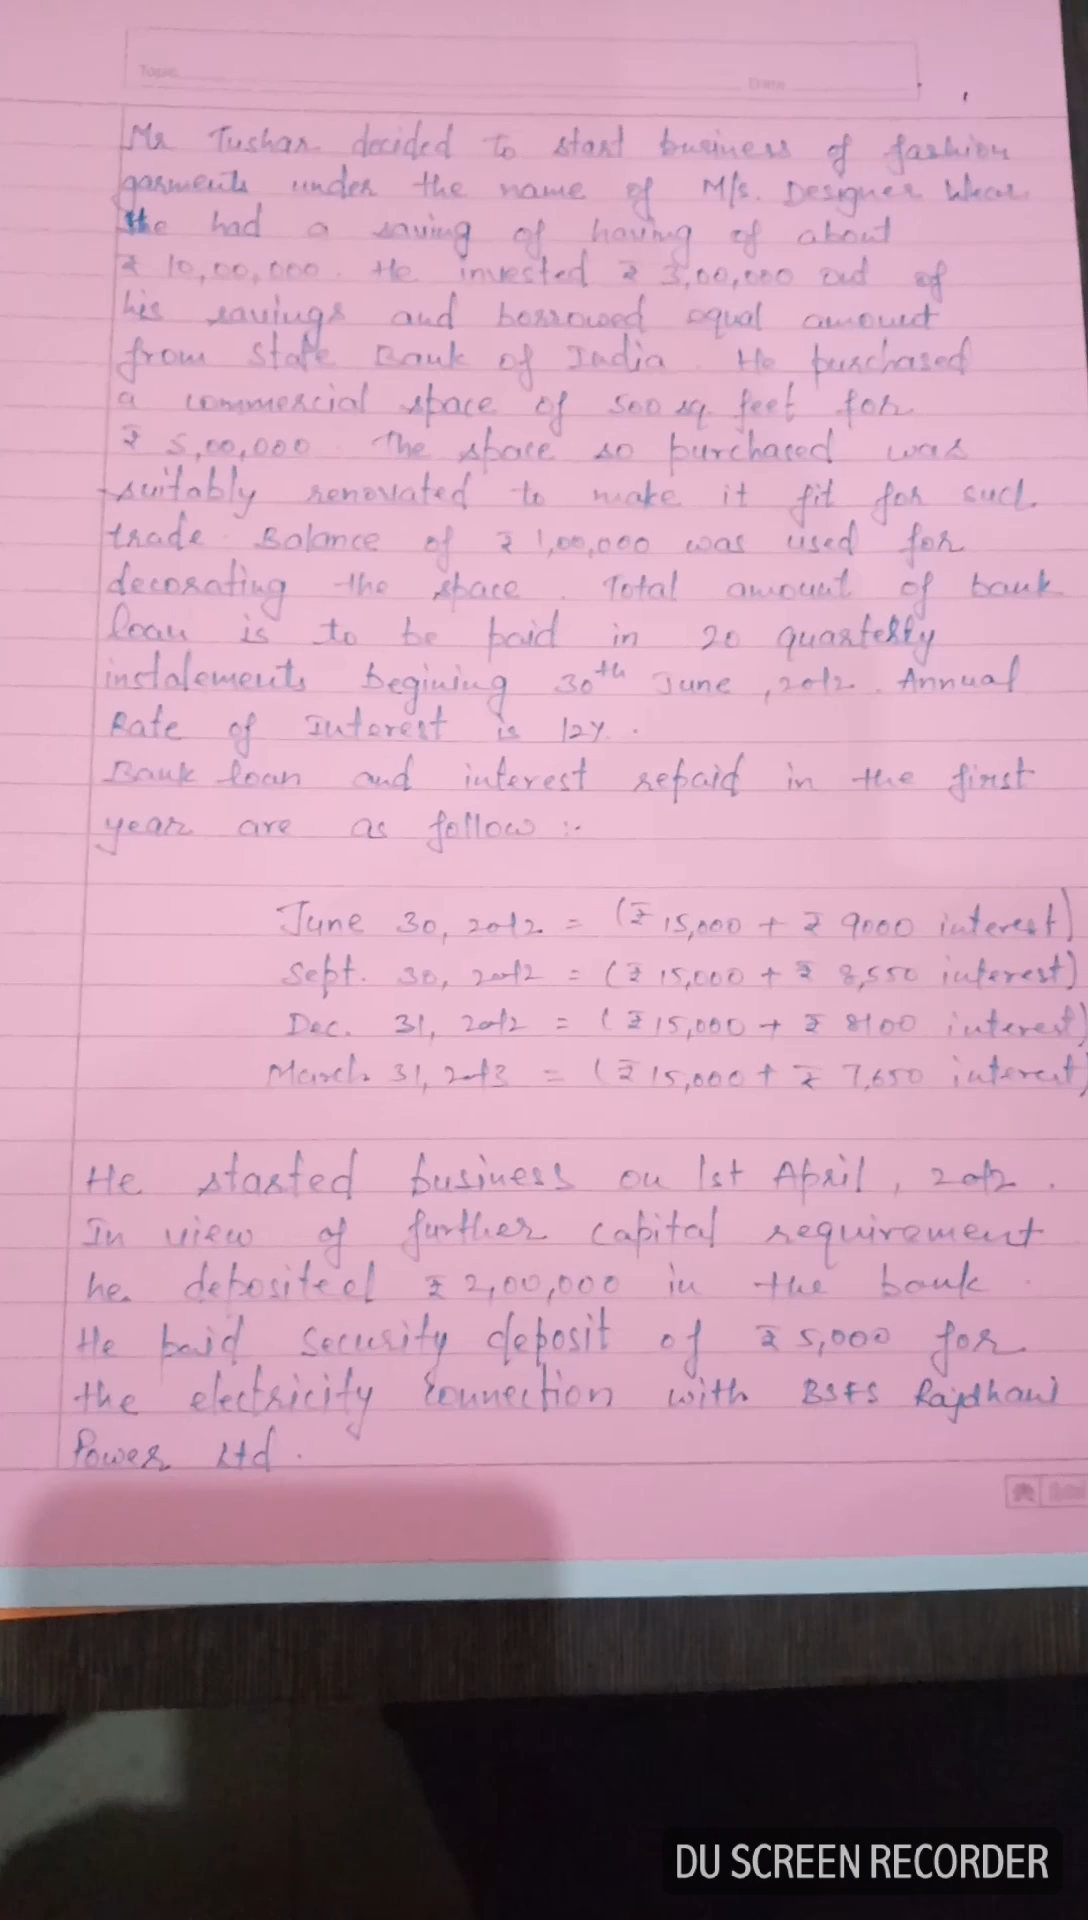 Topic
Date
Mr Tushar decided to start business of fashion
garments under the name of M/s. Designer Wear
He had a saving of having of about
₹ 10,00,000. He invested ₹ 3,00,000 out of
his savings and borrowed equal amount
from State Bank of India. He purchased
a commercial space of 500 sq. feet for
₹ 5,00,000. The space so purchased was
suitably renovated to make it fit for such
trade. Balance of ₹ 1,00,000 was used for
decorating the space. Total amount of bank
loan is to be paid in 20 quarterly
instalements begining 30th June, 2012. Annual
Rate of Interest is 12%.
Bank loan and interest repaid in the first
year are as follow :-
June 30, 2012 = (₹ 15,000 + ₹ 9000 interest)
Sept. 30, 2012 = (₹ 15,000 + ₹ 8,550 interest)
Dec. 31, 2012 = (₹ 15,000 + ₹ 8100 interest)
March 31, 2013 = (₹ 15,000 + ₹ 7,650 interest)
He started business on 1st April, 2012.
In view of further capital requirement
he deposited ₹ 2,00,000 in the bank.
He paid security deposit of ₹ 5,000 for
the electricity connection with BSES Rajdhani
Power Ltd.
DU SCREEN RECORDER